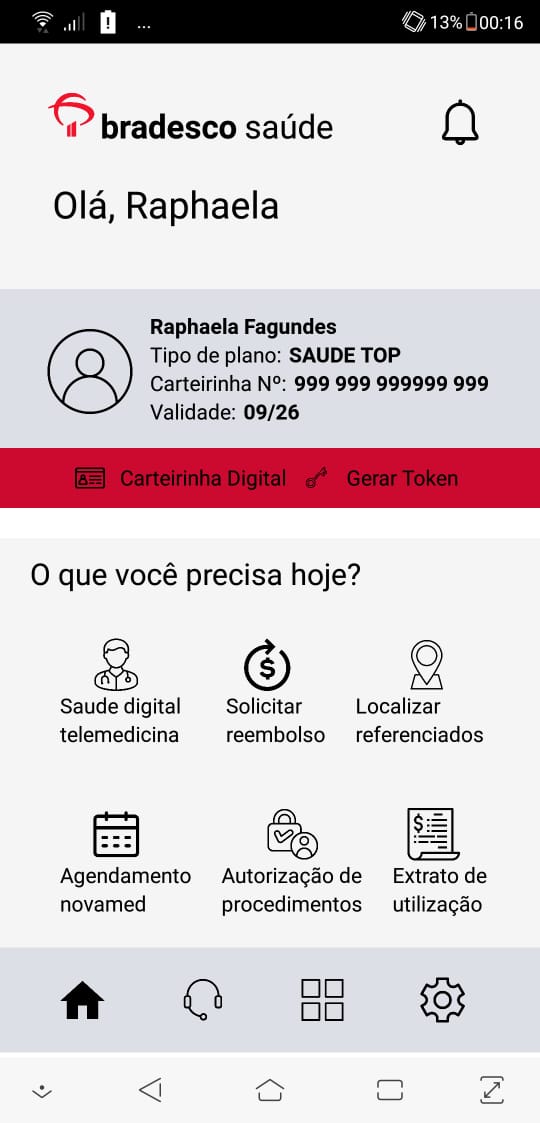 ...
13% 00:16
bradesco saúde
Olá, Raphaela
Raphaela Fagundes
Tipo de plano: SAUDE TOP
Carteirinha Nº: 999 999 999999 999
Validade: 09/26
Carteirinha Digital Gerar Token
O que você precisa hoje?
Saude digital
telemedicina
Solicitar
reembolso
Localizar
referenciados
Agendamento
novamed
Autorização de
procedimentos
Extrato de
utilização